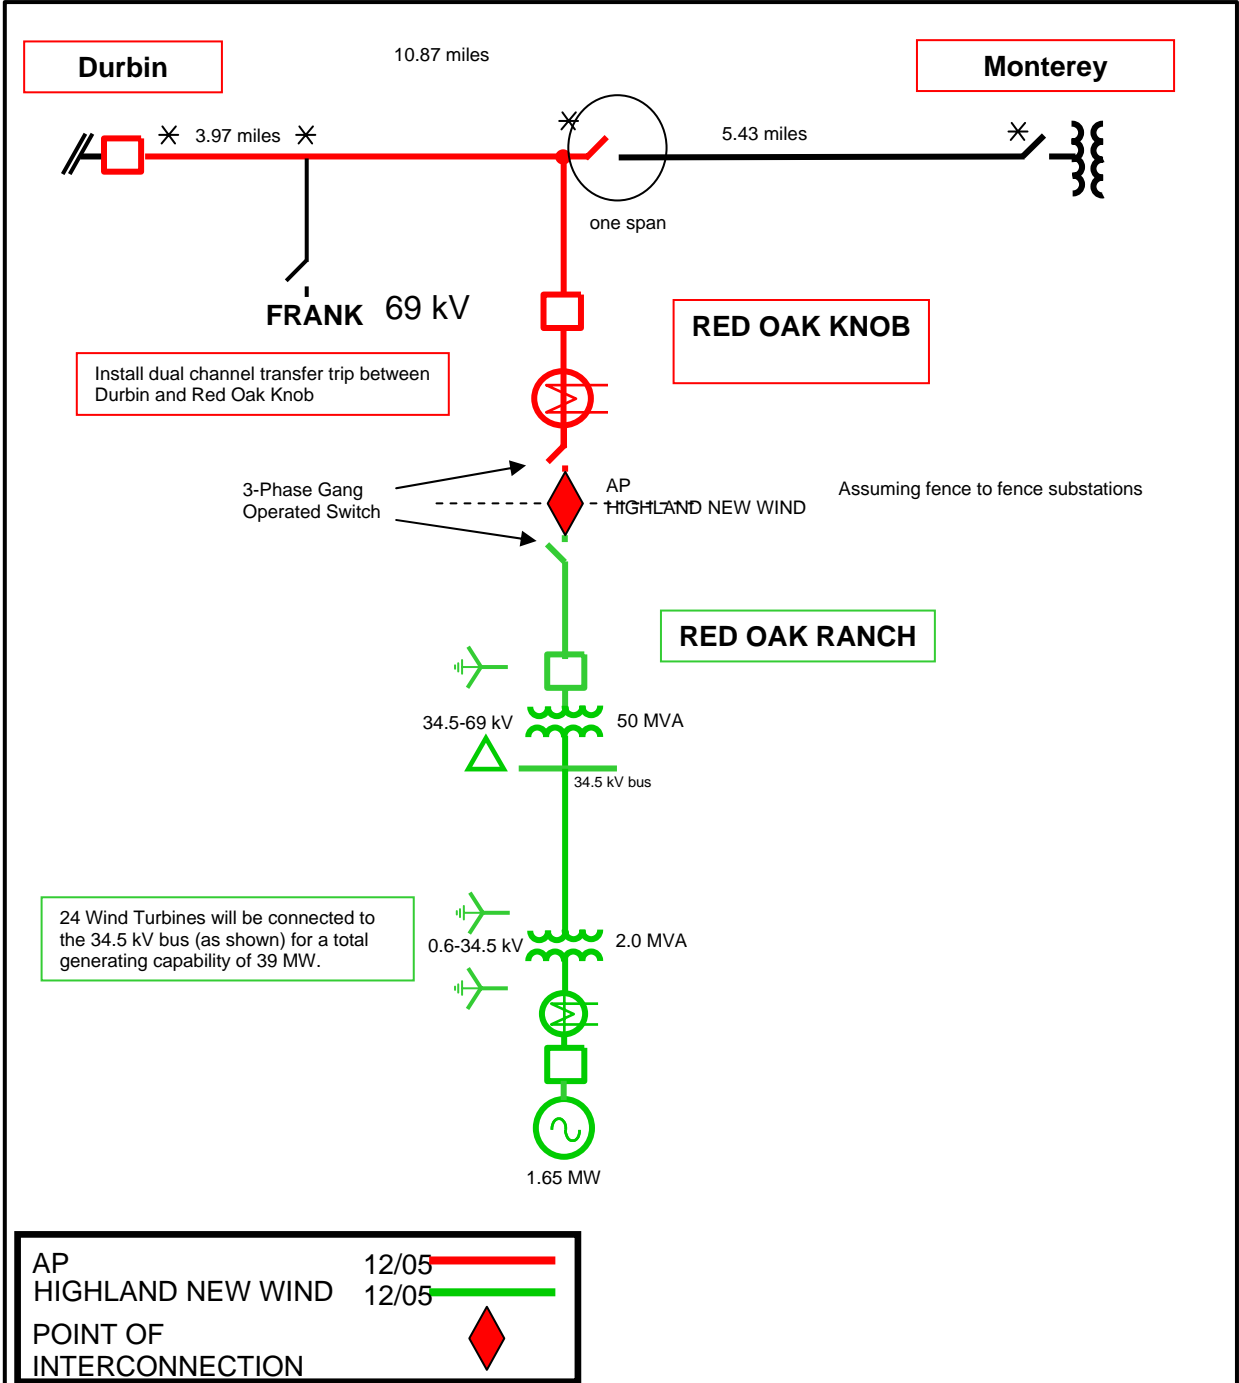 10.87 miles
Durbin
Monterey
3.97 miles
5.43 miles
one span
FRANK 69 kV
RED OAK KNOB
Install dual channel transfer trip between
Durbin and Red Oak Knob
3-Phase Gang
Operated Switch
AP
HIGHLAND NEW WIND
Assuming fence to fence substations
RED OAK RANCH
34.5-69 kV
50 MVA
34.5 kV bus
24 Wind Turbines will be connected to
the 34.5 kV bus (as shown) for a total
generating capability of 39 MW.
0.6-34.5 kV
2.0 MVA
1.65 MW
AP 12/05
HIGHLAND NEW WIND 12/05
POINT OF
INTERCONNECTION